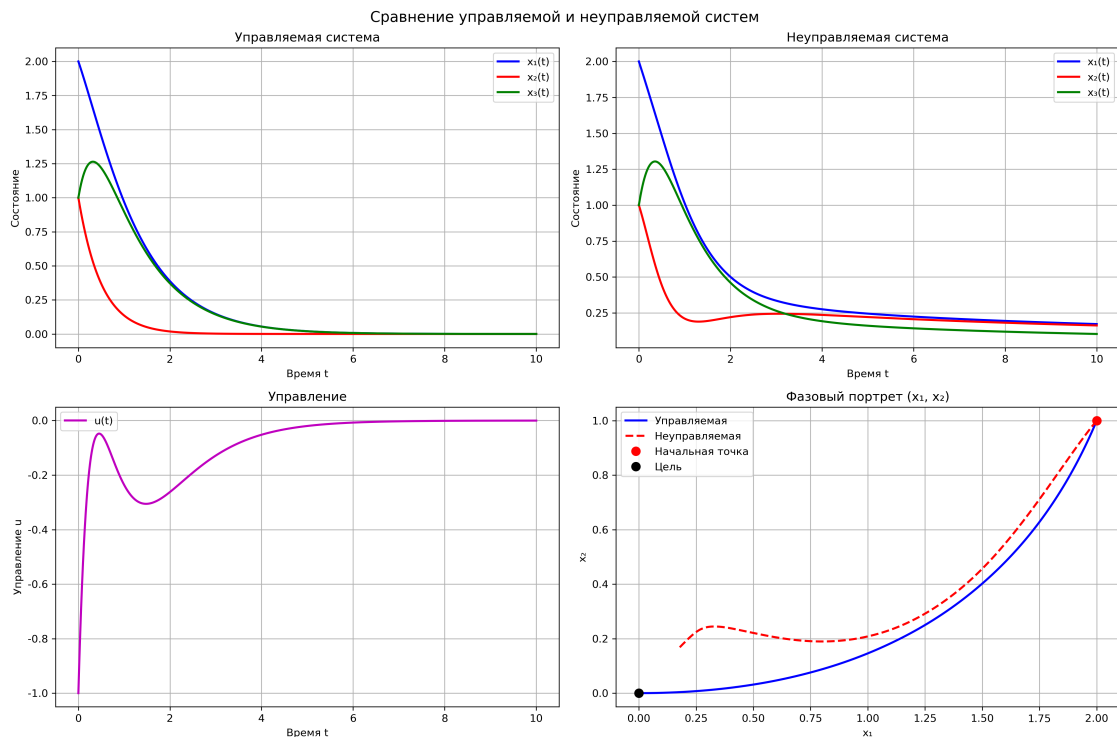 Сравнение управляемой и неуправляемой систем
Управляемая система
x₁(t)
x₂(t)
x₃(t)
Состояние
2.00
1.75
1.50
1.25
1.00
0.75
0.50
0.25
0.00
0 2 4 6 8 10
Время t
Неуправляемая система
x₁(t)
x₂(t)
x₃(t)
Состояние
2.00
1.75
1.50
1.25
1.00
0.75
0.50
0.25
0 2 4 6 8 10
Время t
Управление
u(t)
Управление u
0.0
-0.2
-0.4
-0.6
-0.8
-1.0
0 2 4 6 8 10
Время t
Фазовый портрет (x₁, x₂)
Управляемая
Неуправляемая
Начальная точка
Цель
x₂
1.0
0.8
0.6
0.4
0.2
0.0
0.00 0.25 0.50 0.75 1.00 1.25 1.50 1.75 2.00
x₁